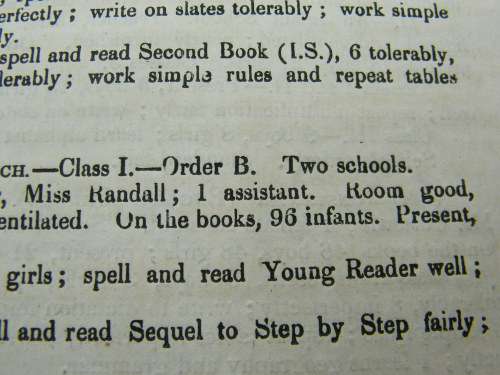 perfectly ; write on slates tolerably ; work simple
ly.
spell and read Second Book (I.S.), 6 tolerably,
lerably ; work simple rules and repeat tables
CH.—Class I.—Order B. Two schools.
, Miss Randall ; 1 assistant. Room good,
entilated. On the books, 96 infants. Present,
girls ; spell and read Young Reader well ;
ll and read Sequel to Step by Step fairly ;